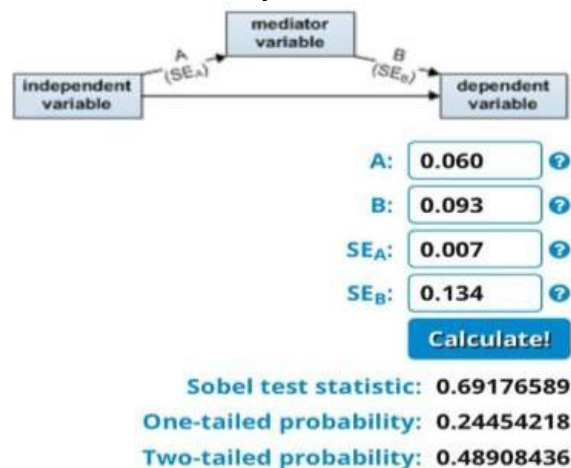 mediator
variable
A
(SEA)
B
(SEB)
independent
variable
dependent
variable
A: 0.060 ?
B: 0.093 ?
SEA: 0.007 ?
SEB: 0.134 ?
Calculate!
Sobel test statistic: 0.69176589
One-tailed probability: 0.24454218
Two-tailed probability: 0.48908436